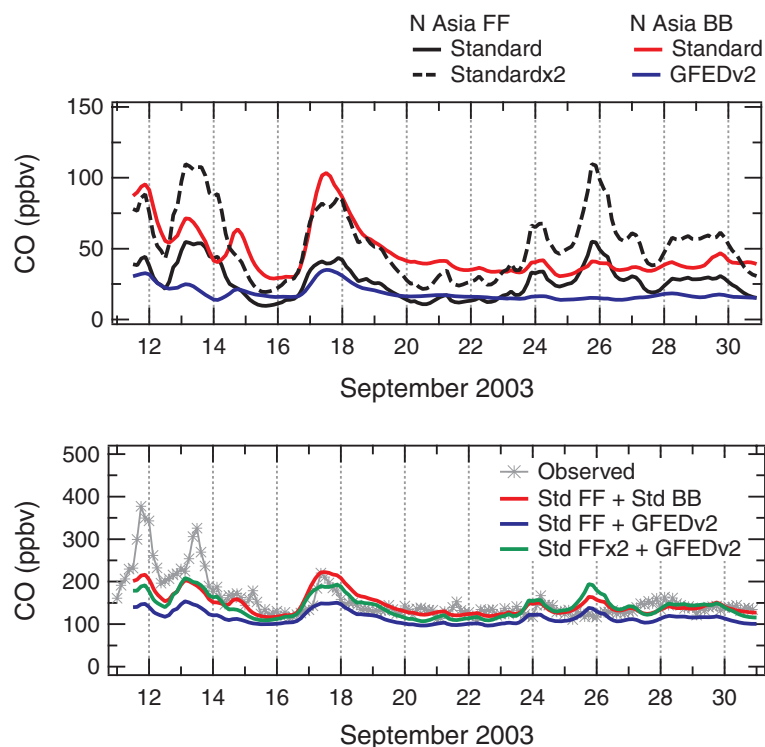 N Asia FF N Asia BB
Standard Standard
Standardx2 GFEDv2
150
100
50
0
CO (ppbv)
12 14 16 18 20 22 24 26 28 30
September 2003
500
400
300
200
100
0
CO (ppbv)
Observed
Std FF + Std BB
Std FF + GFEDv2
Std FFx2 + GFEDv2
12 14 16 18 20 22 24 26 28 30
September 2003